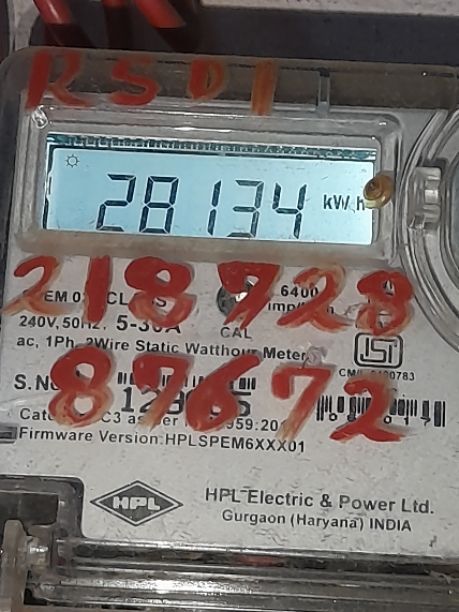 RSD1
28134 kWh
218928
6400
240V, 50Hz, 5-30A
CAL
ac, 1Ph, 2Wire Static Watthour Meter
S.No
87672
Firmware Version:HPLSPEM6XXX01
HPL
HPL Electric & Power Ltd.
Gurgaon (Haryana) INDIA